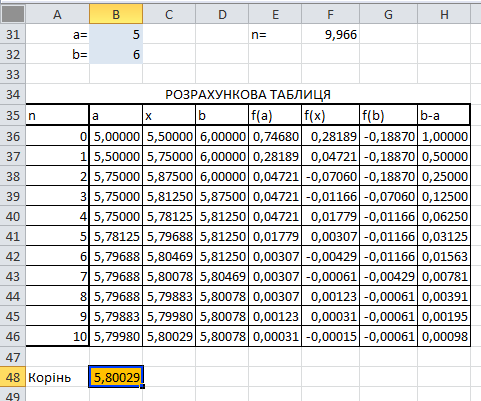 A B C D E F G H
31 a= 5 n= 9,966
32 b= 6
33
34 РОЗРАХУНКОВА ТАБЛИЦЯ
35 n a x b f(a) f(x) f(b) b-a
36 0 5,00000 5,50000 6,00000 0,74680 0,28189 -0,18870 1,00000
37 1 5,50000 5,75000 6,00000 0,28189 0,04721 -0,18870 0,50000
38 2 5,75000 5,87500 6,00000 0,04721 -0,07060 -0,18870 0,25000
39 3 5,75000 5,81250 5,87500 0,04721 -0,01166 -0,07060 0,12500
40 4 5,75000 5,78125 5,81250 0,04721 0,01779 -0,01166 0,06250
41 5 5,78125 5,79688 5,81250 0,01779 0,00307 -0,01166 0,03125
42 6 5,79688 5,80469 5,81250 0,00307 -0,00429 -0,01166 0,01563
43 7 5,79688 5,80078 5,80469 0,00307 -0,00061 -0,00429 0,00781
44 8 5,79688 5,79883 5,80078 0,00307 0,00123 -0,00061 0,00391
45 9 5,79883 5,79980 5,80078 0,00123 0,00031 -0,00061 0,00195
46 10 5,79980 5,80029 5,80078 0,00031 -0,00015 -0,00061 0,00098
47
48 Корінь 5,80029
49